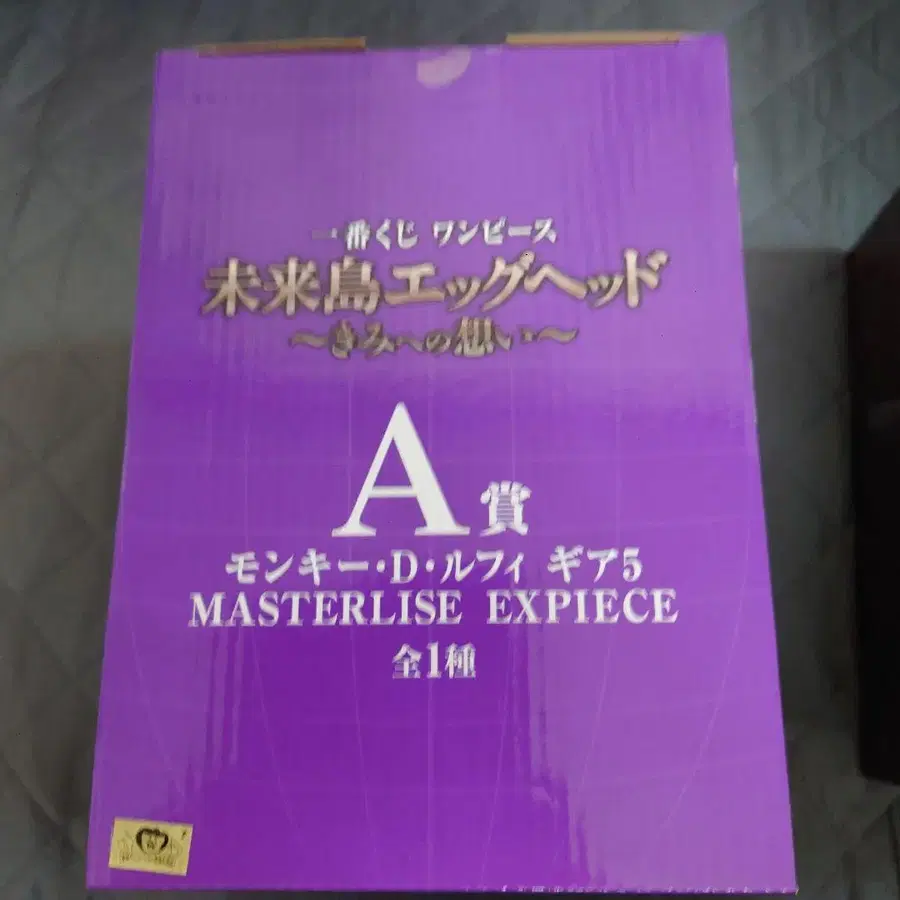 一番くじ ワンピース
未来島エッグヘッド
～きみへの想い～
A賞
モンキー・D・ルフィ ギア5
MASTERLISE EXPIECE
全1種